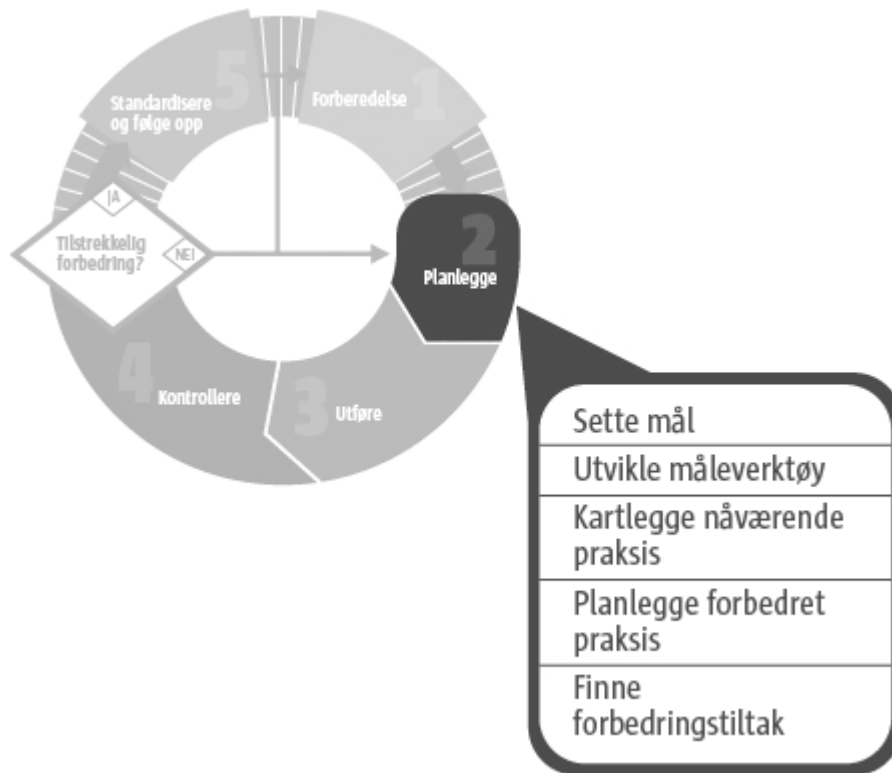 5
Standardisere
og følge opp
1
Forberedelse
JA
Tilstrekkelig
forbedring?
NEI
2
Planlegge
4
Kontrollere
3
Utføre
Sette mål
Utvikle måleverktøy
Kartlegge nåværende
praksis
Planlegge forbedret
praksis
Finne
forbedringstiltak